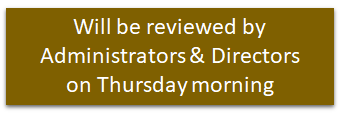 Will be reviewed by
Administrators & Directors
on Thursday morning